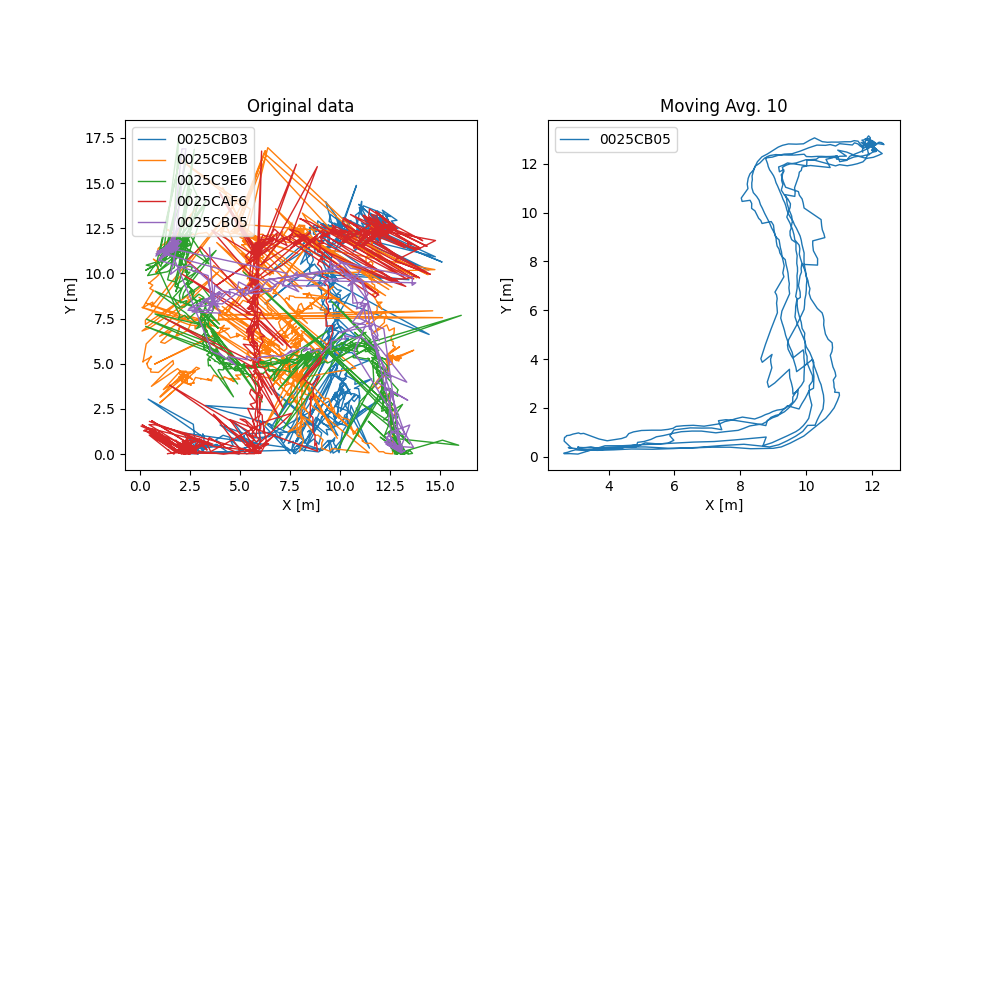 Original data
17.5
15.0
12.5
10.0
7.5
5.0
2.5
0.0
Y [m]
0025CB03
0025C9EB
0025C9E6
0025CAF6
0025CB05
0.0 2.5 5.0 7.5 10.0 12.5 15.0
X [m]
Moving Avg. 10
12
10
8
6
4
2
0
Y [m]
0025CB05
4 6 8 10 12
X [m]